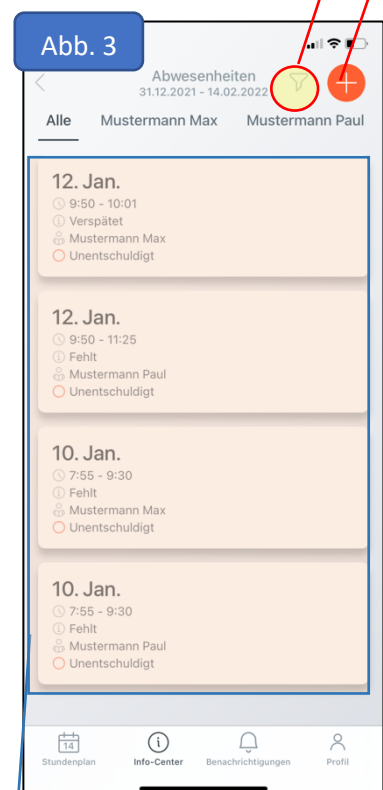 Abb. 3
Abwesenheiten
31.12.2021 - 14.02.2022
Alle Mustermann Max Mustermann Paul
12. Jan.
9:50 - 10:01
Verspätet
Mustermann Max
Unentschuldigt
12. Jan.
9:50 - 11:25
Fehlt
Mustermann Paul
Unentschuldigt
10. Jan.
7:55 - 9:30
Fehlt
Mustermann Max
Unentschuldigt
10. Jan.
7:55 - 9:30
Fehlt
Mustermann Paul
Unentschuldigt
14
Stundenplan Info-Center Benachrichtigungen Profil